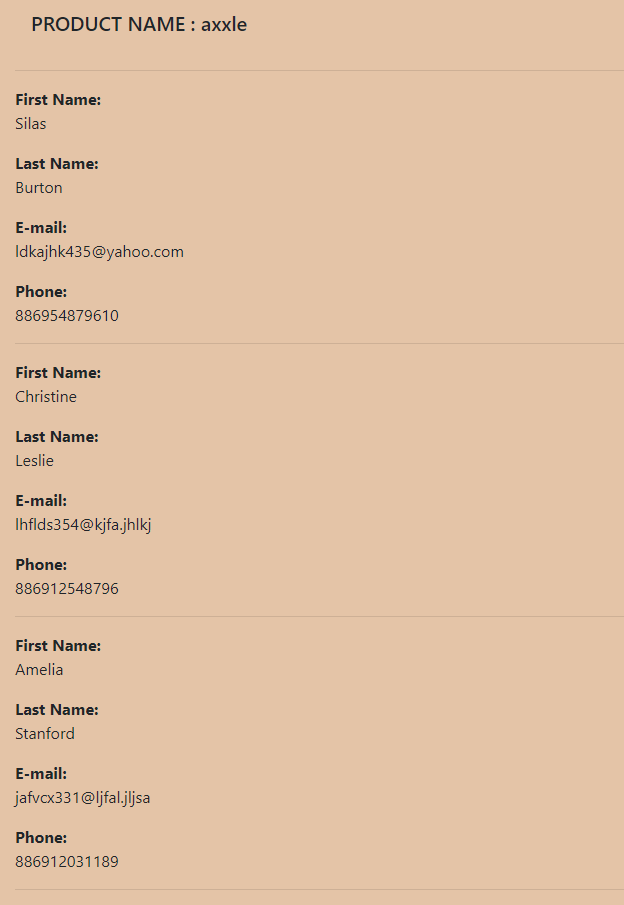 PRODUCT NAME : axxle
First Name:
Silas
Last Name:
Burton
E-mail:
ldkajhk435@yahoo.com
Phone:
886954879610
First Name:
Christine
Last Name:
Leslie
E-mail:
lhflds354@kjfa.jhlkj
Phone:
886912548796
First Name:
Amelia
Last Name:
Stanford
E-mail:
jafvcx331@ljfal.jljsa
Phone:
886912031189